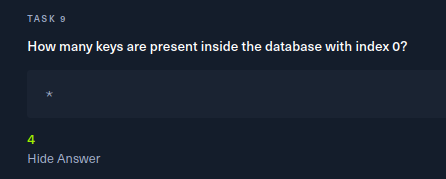 TASK 9
How many keys are present inside the database with index 0?
*
4
Hide Answer